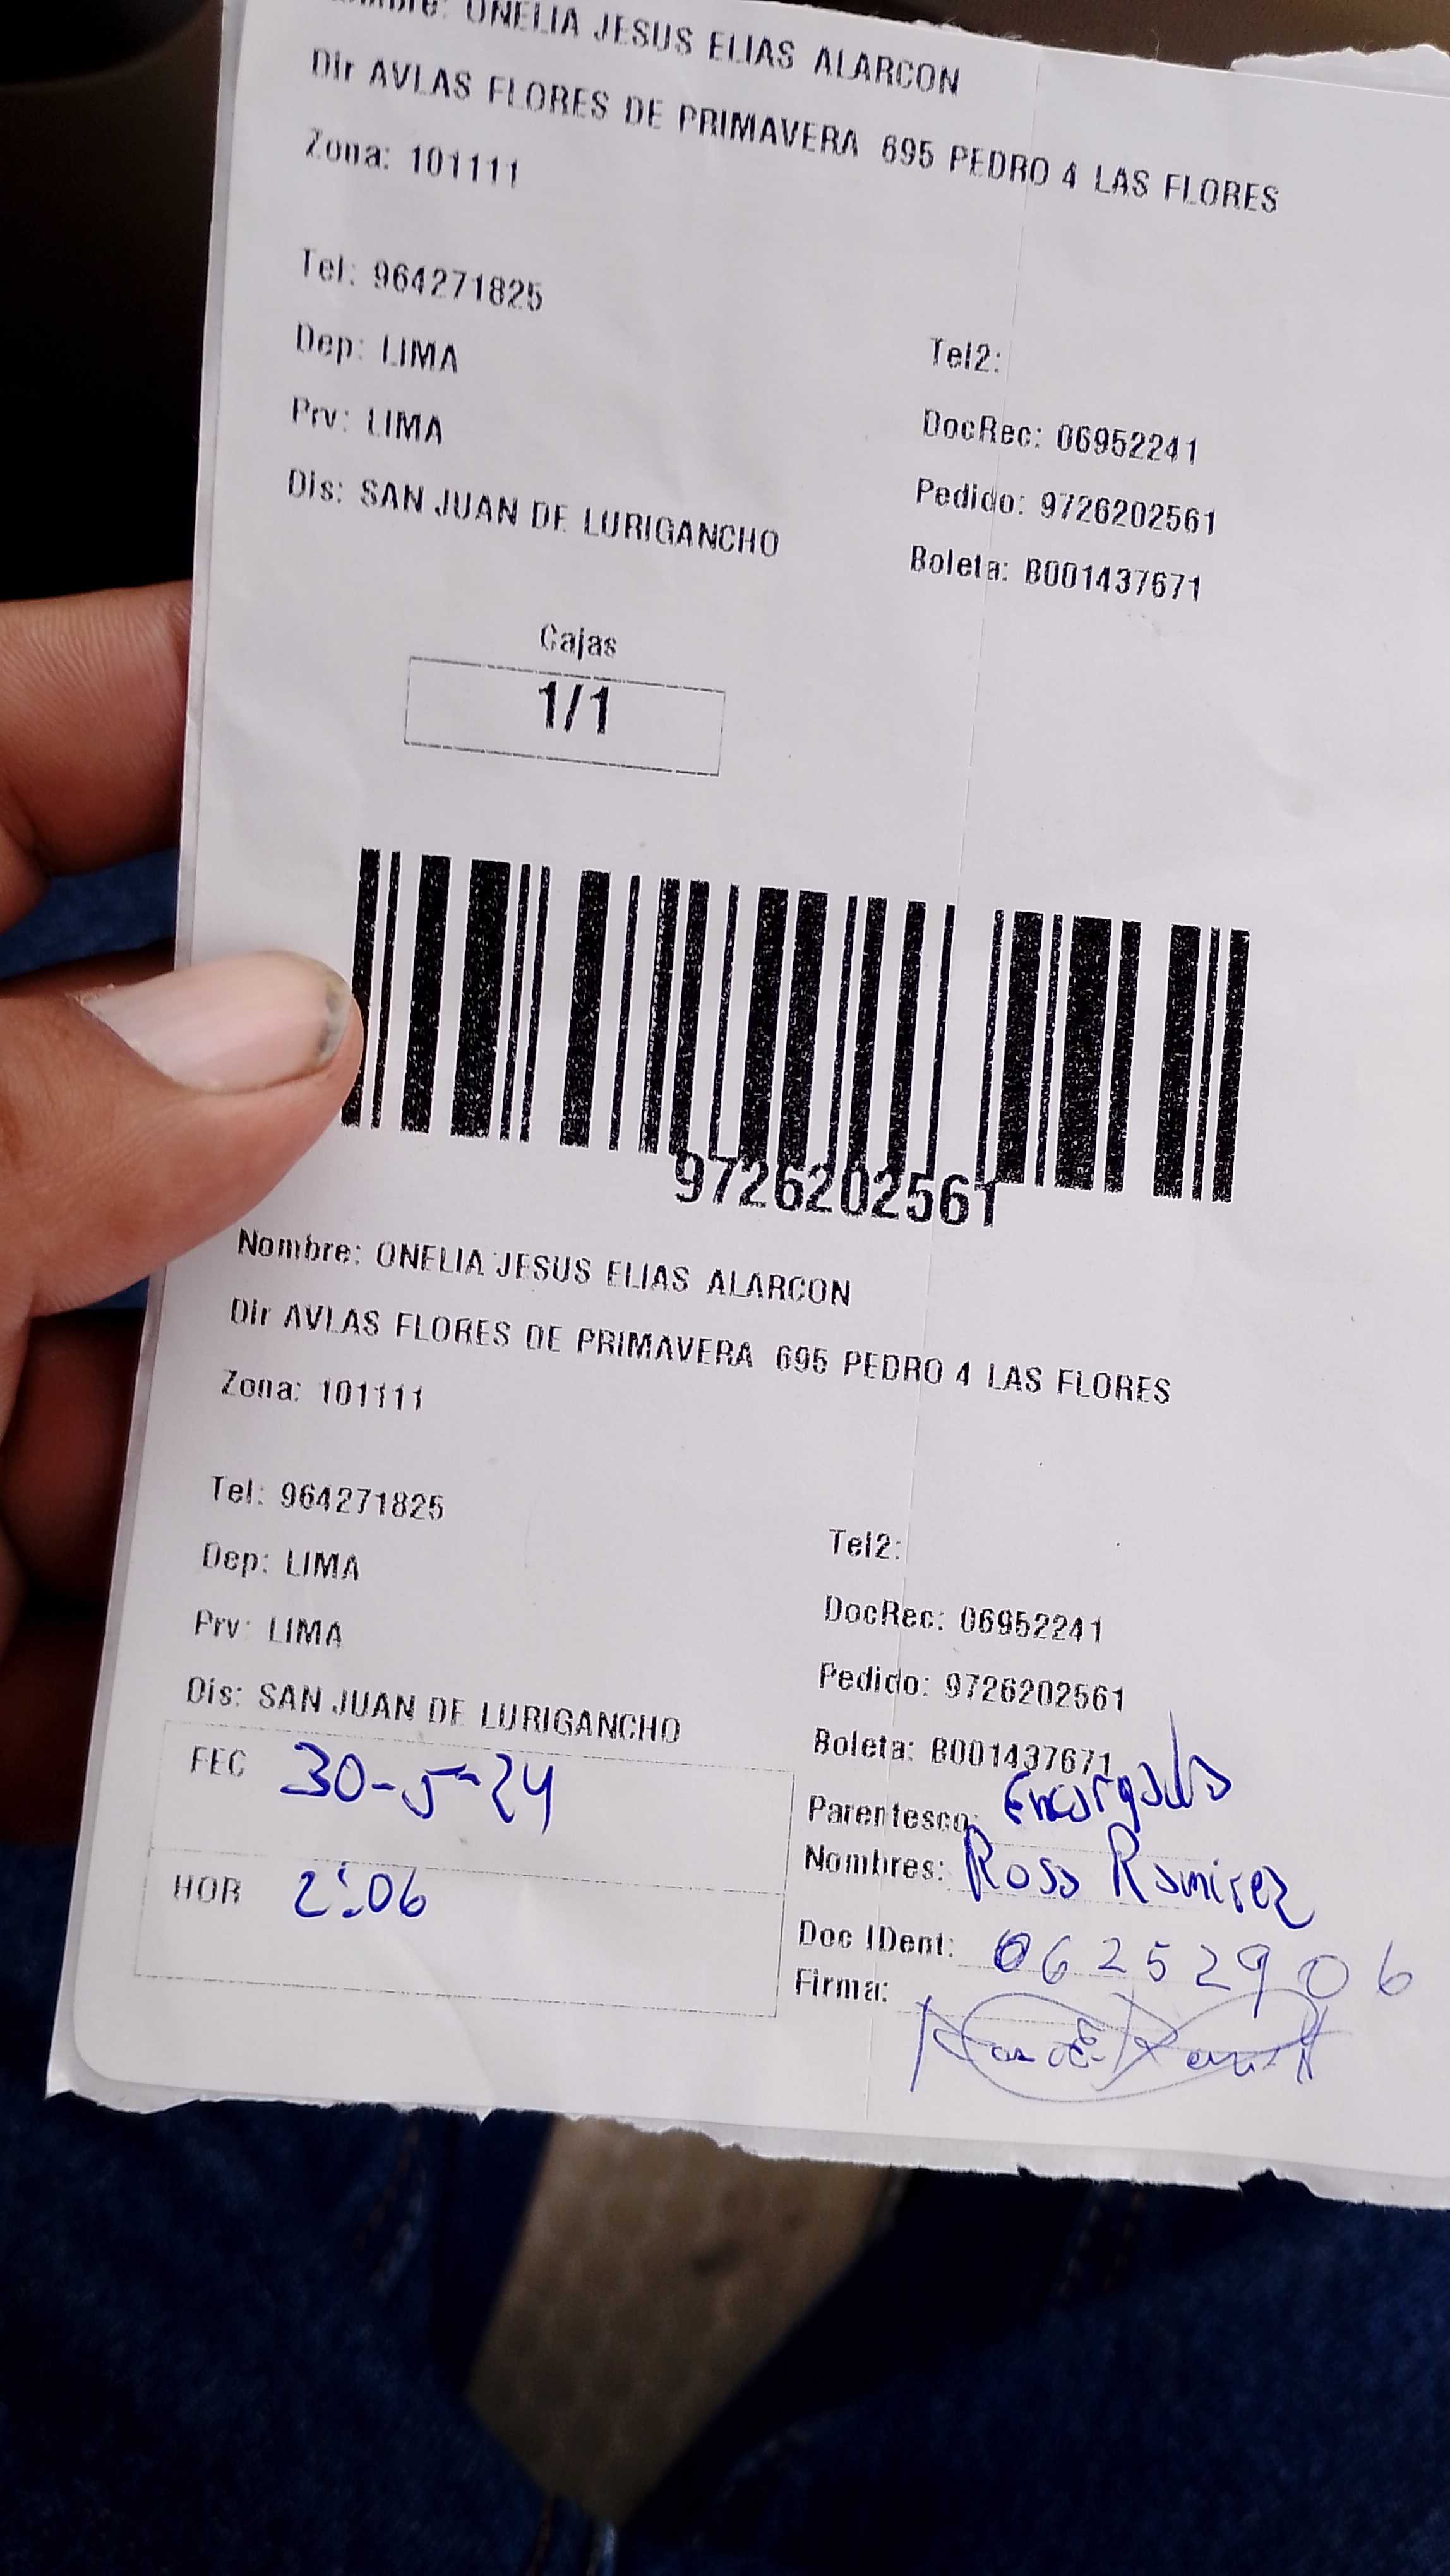 Nombre: ONELIA JESUS ELIAS ALARCON
Dir AVLAS FLORES DE PRIMAVERA 695 PEDRO 4 LAS FLORES
Zona: 101111
Tel: 964271825
Tel2:
Dep: LIMA
DocRec: 06952241
Prv: LIMA
Pedido: 9726202561
Dis: SAN JUAN DE LURIGANCHO
Boleta: B001437671
Cajas
1/1
9726202561
Nombre: ONELIA JESUS ELIAS ALARCON
Dir AVLAS FLORES DE PRIMAVERA 695 PEDRO 4 LAS FLORES
Zona: 101111
Tel: 964271825
Tel2:
Dep: LIMA
DocRec: 06952241
Prv: LIMA
Pedido: 9726202561
Dis: SAN JUAN DE LURIGANCHO
Boleta: B001437671
FEC 30-5-24
Parentesco: Encargada
Nombres: Rosa Ramirez
HOR 2:06
Doc IDent: 06252906
Firma: